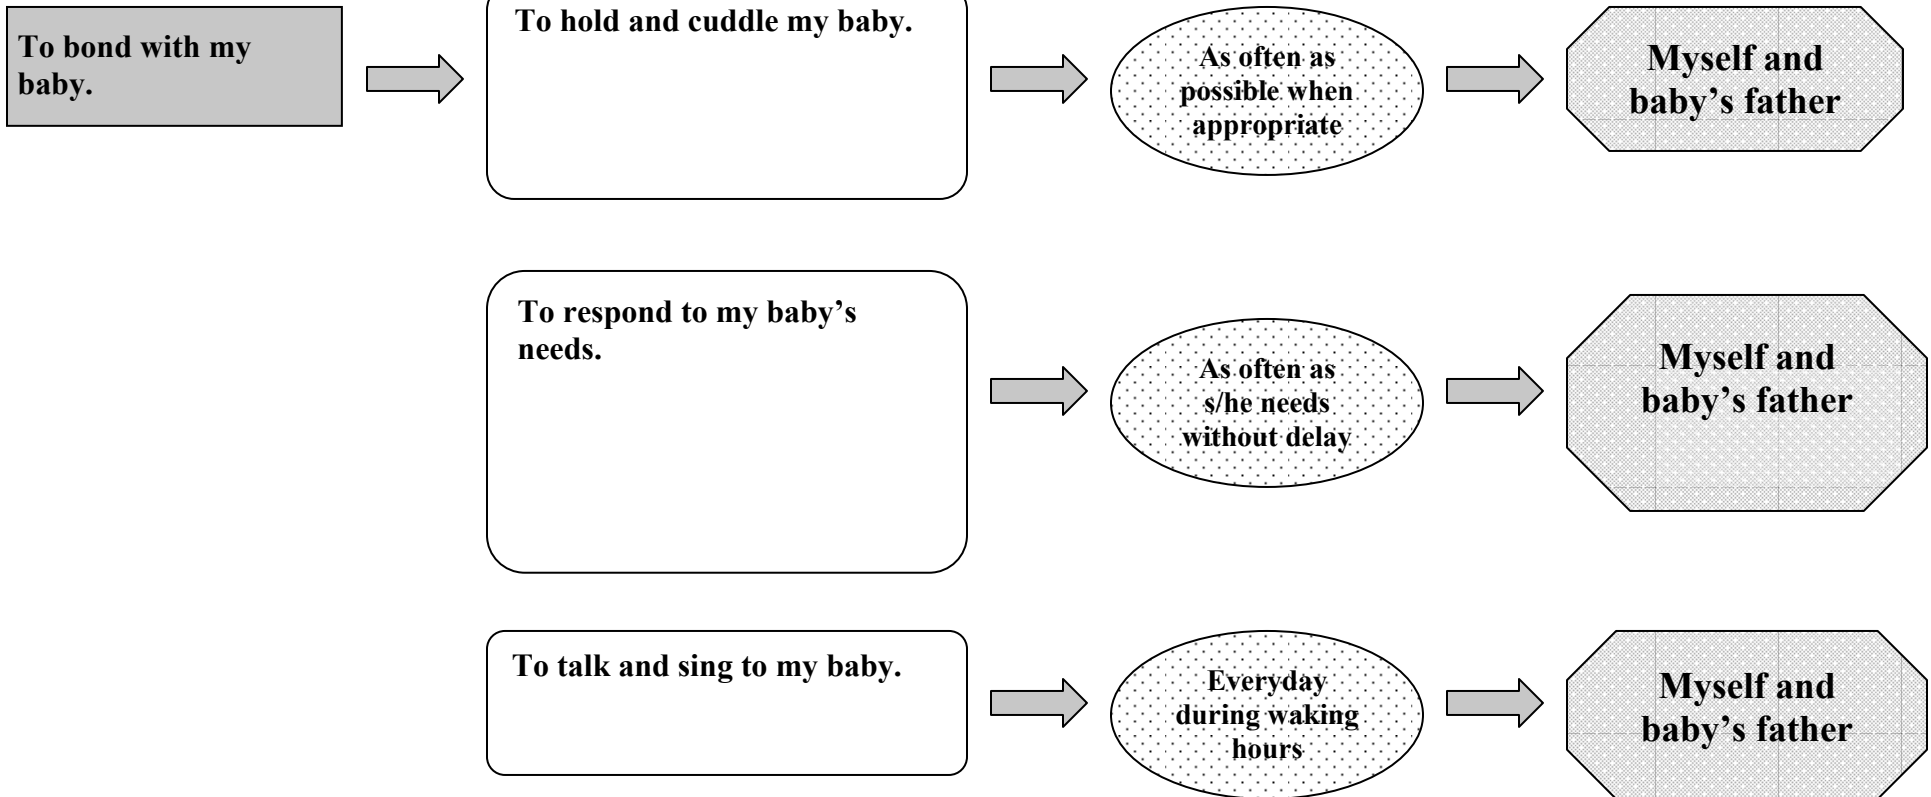 To bond with my
baby.
To hold and cuddle my baby.
As often as
possible when
appropriate
Myself and
baby’s father
To respond to my baby’s
needs.
As often as
s/he needs
without delay
Myself and
baby’s father
To talk and sing to my baby.
Everyday
during waking
hours
Myself and
baby’s father